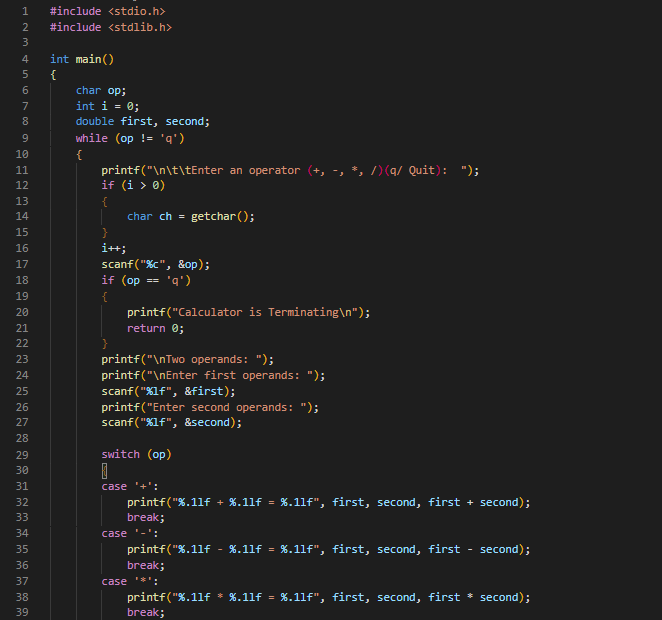 1 #include <stdio.h>
2 #include <stdlib.h>
3
4 int main()
5 {
6     char op;
7     int i = 0;
8     double first, second;
9     while (op != 'q')
10     {
11         printf("\n\t\tEnter an operator (+, -, *, /)(q/ Quit):  ");
12         if (i > 0)
13         {
14             char ch = getchar();
15         }
16         i++;
17         scanf("%c", &op);
18         if (op == 'q')
19         {
20             printf("Calculator is Terminating\n");
21             return 0;
22         }
23         printf("\nTwo operands: ");
24         printf("\nEnter first operands: ");
25         scanf("%lf", &first);
26         printf("Enter second operands: ");
27         scanf("%lf", &second);
28
29         switch (op)
30         {
31         case '+':
32             printf("%.1lf + %.1lf = %.1lf", first, second, first + second);
33             break;
34         case '-':
35             printf("%.1lf - %.1lf = %.1lf", first, second, first - second);
36             break;
37         case '*':
38             printf("%.1lf * %.1lf = %.1lf", first, second, first * second);
39             break;